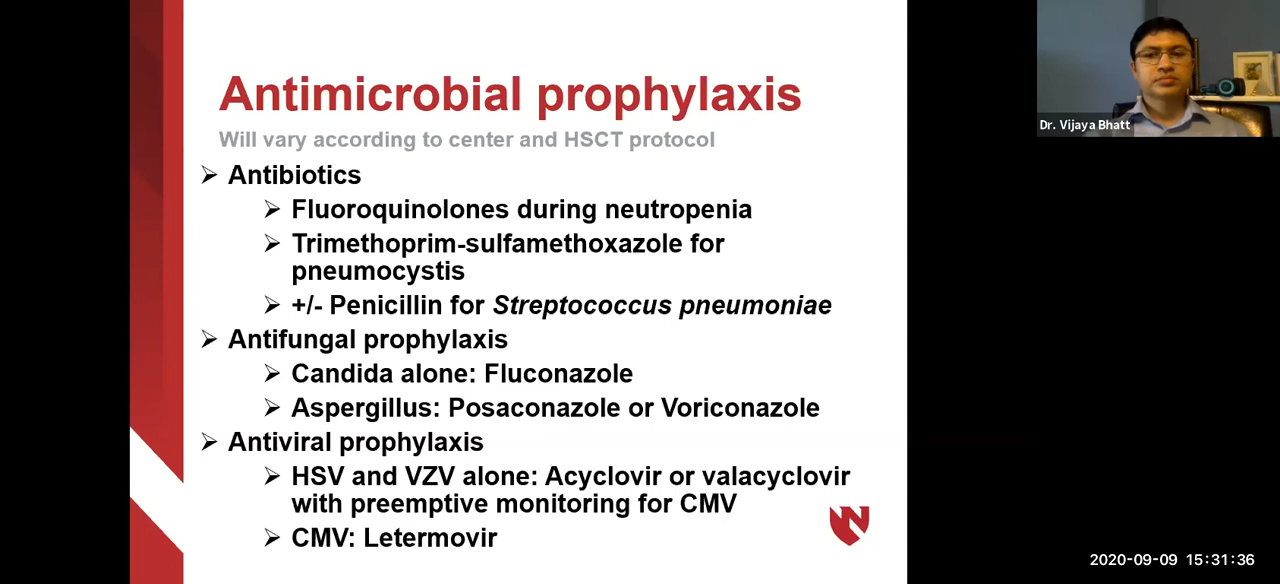 Antimicrobial prophylaxis
Will vary according to center and HSCT protocol
Antibiotics
Fluoroquinolones during neutropenia
Trimethoprim-sulfamethoxazole for
pneumocystis
+/- Penicillin for Streptococcus pneumoniae
Antifungal prophylaxis
Candida alone: Fluconazole
Aspergillus: Posaconazole or Voriconazole
Antiviral prophylaxis
HSV and VZV alone: Acyclovir or valacyclovir
with preemptive monitoring for CMV
CMV: Letermovir
N
Dr. Vijaya Bhatt
2020-09-09 15:31:36